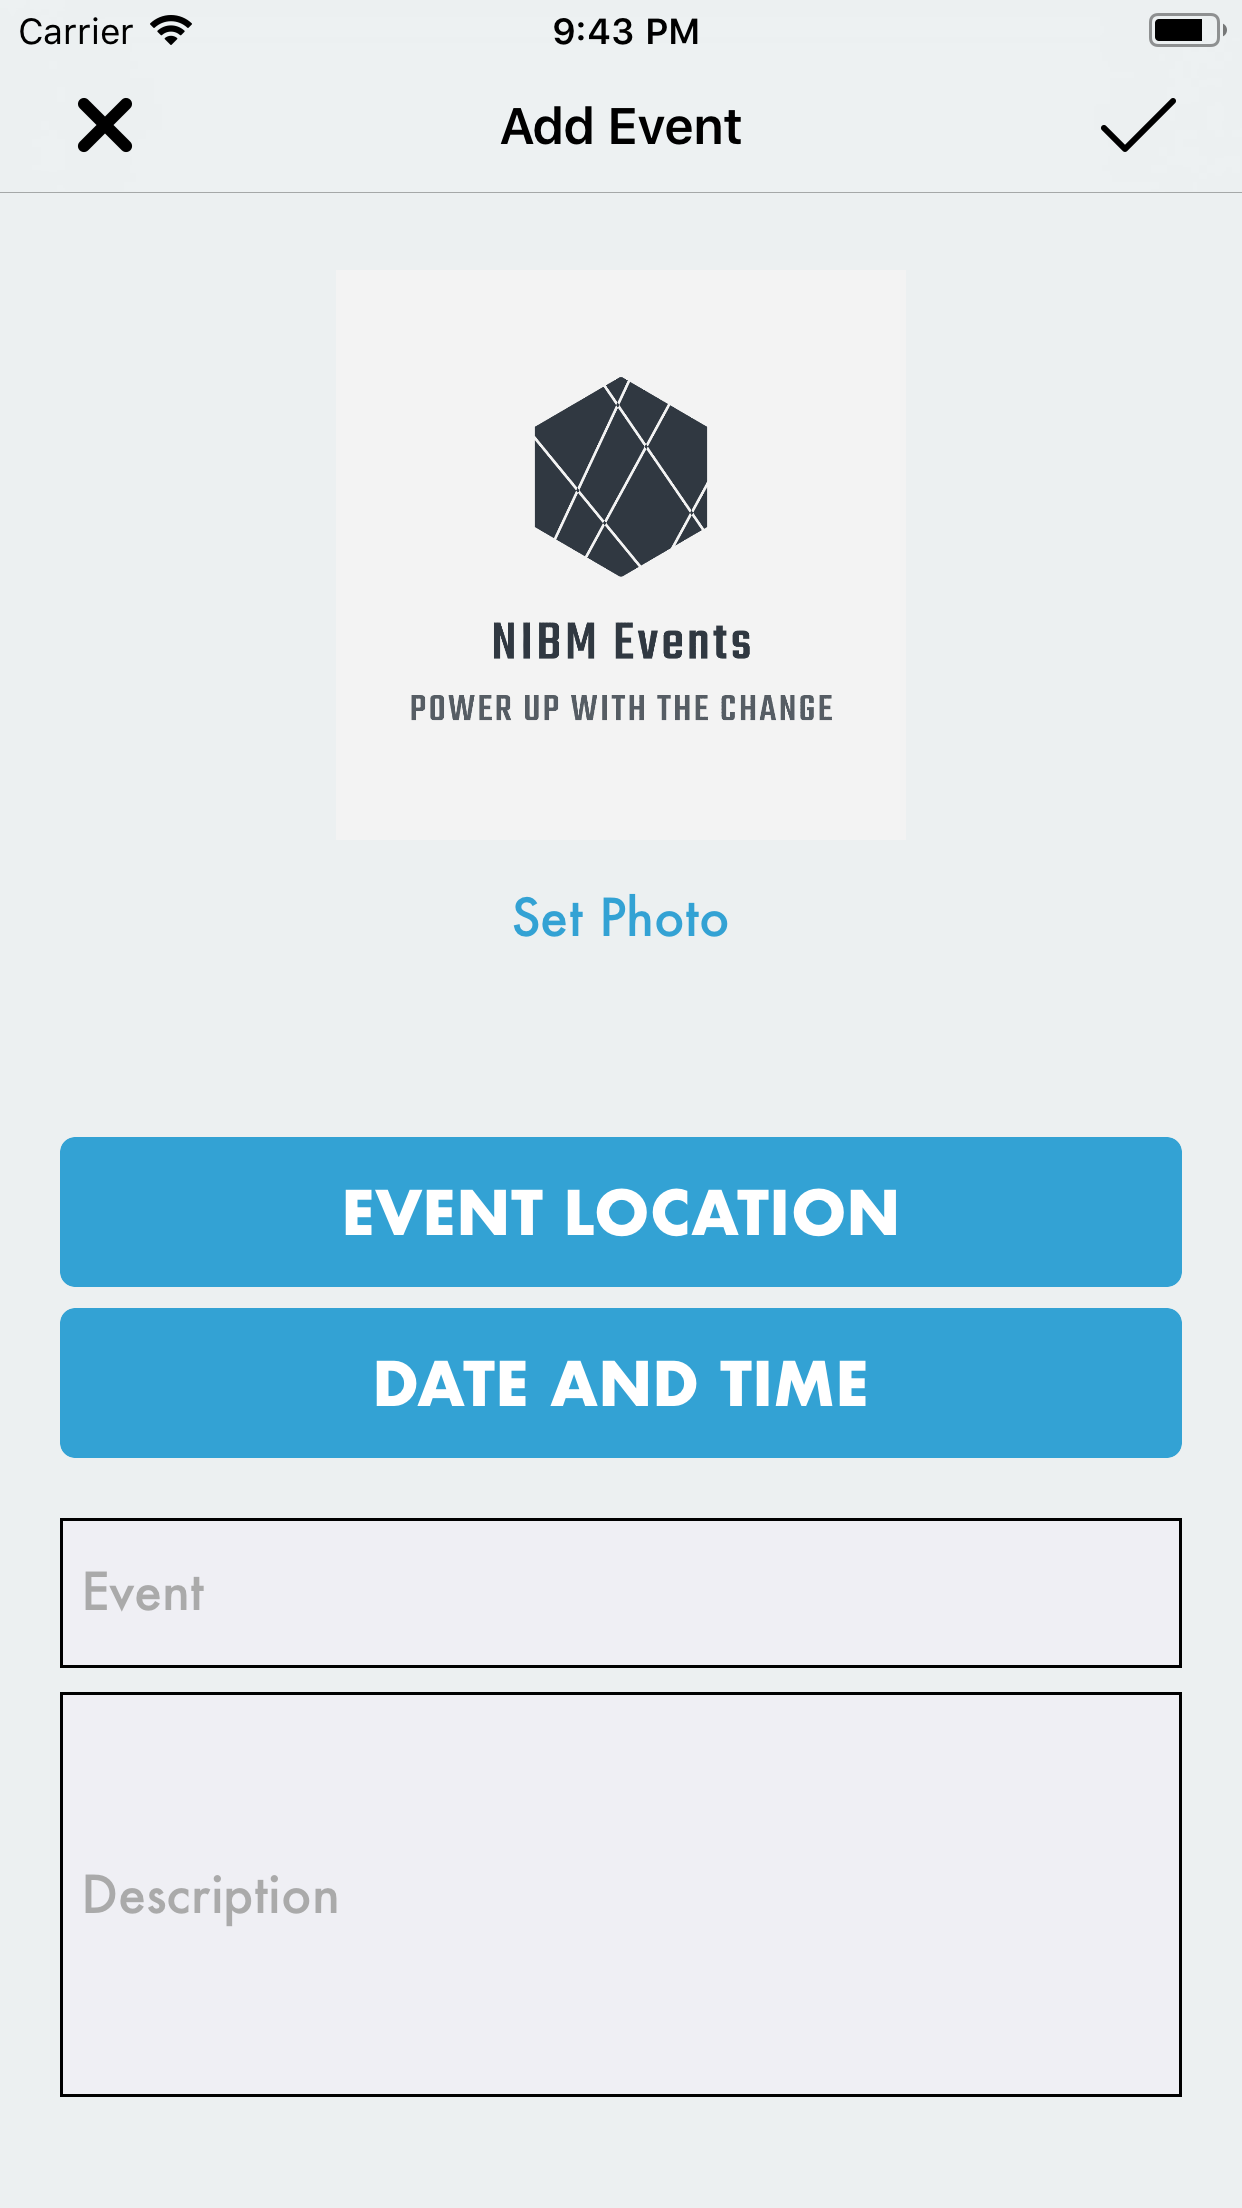 Carrier 9:43 PM
Add Event
NIBM Events
POWER UP WITH THE CHANGE
Set Photo
EVENT LOCATION
DATE AND TIME
Event
Description